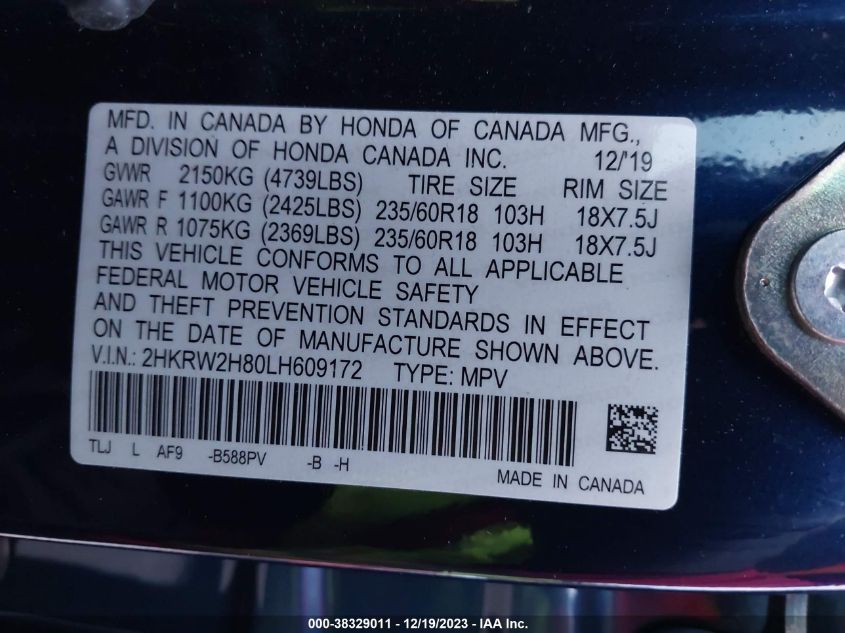 MFD. IN CANADA BY HONDA OF CANADA MFG.,
A DIVISION OF HONDA CANADA INC. 12/'19
GVWR 2150KG (4739LBS) TIRE SIZE RIM SIZE
GAWR F 1100KG (2425LBS) 235/60R18 103H 18X7.5J
GAWR R 1075KG (2369LBS) 235/60R18 103H 18X7.5J
THIS VEHICLE CONFORMS TO ALL APPLICABLE
FEDERAL MOTOR VEHICLE SAFETY
AND THEFT PREVENTION STANDARDS IN EFFECT
ON THE DATE OF MANUFACTURE SHOWN ABOVE.
V.I.N.: 2HKRW2H80LH609172 TYPE: MPV
TLJ L AF9 -B588PV -B -H
MADE IN CANADA
000-38329011 - 12/19/2023 - IAA Inc.